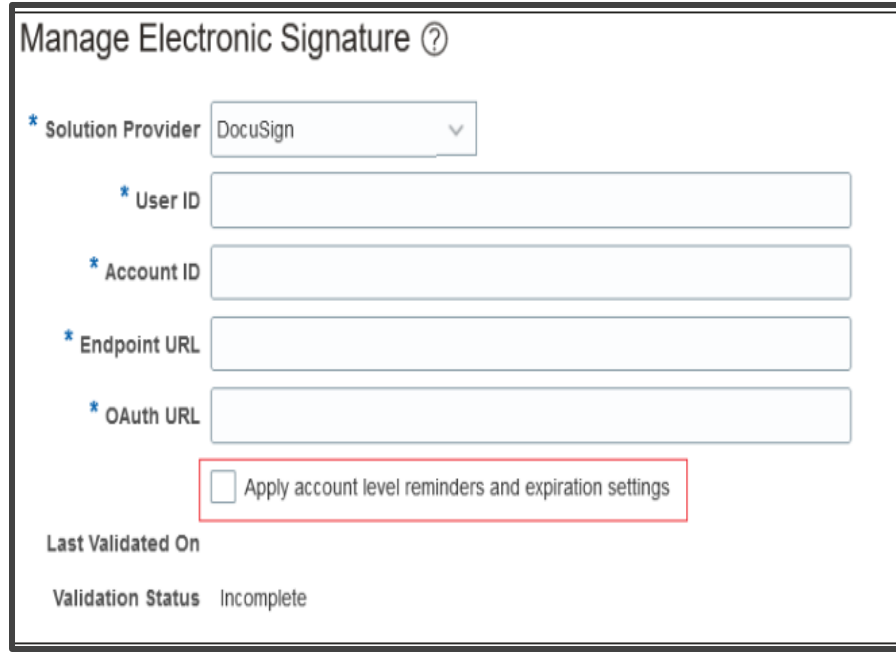 Manage Electronic Signature ?
* Solution Provider DocuSign
* User ID
* Account ID
* Endpoint URL
* OAuth URL
Apply account level reminders and expiration settings
Last Validated On
Validation Status Incomplete